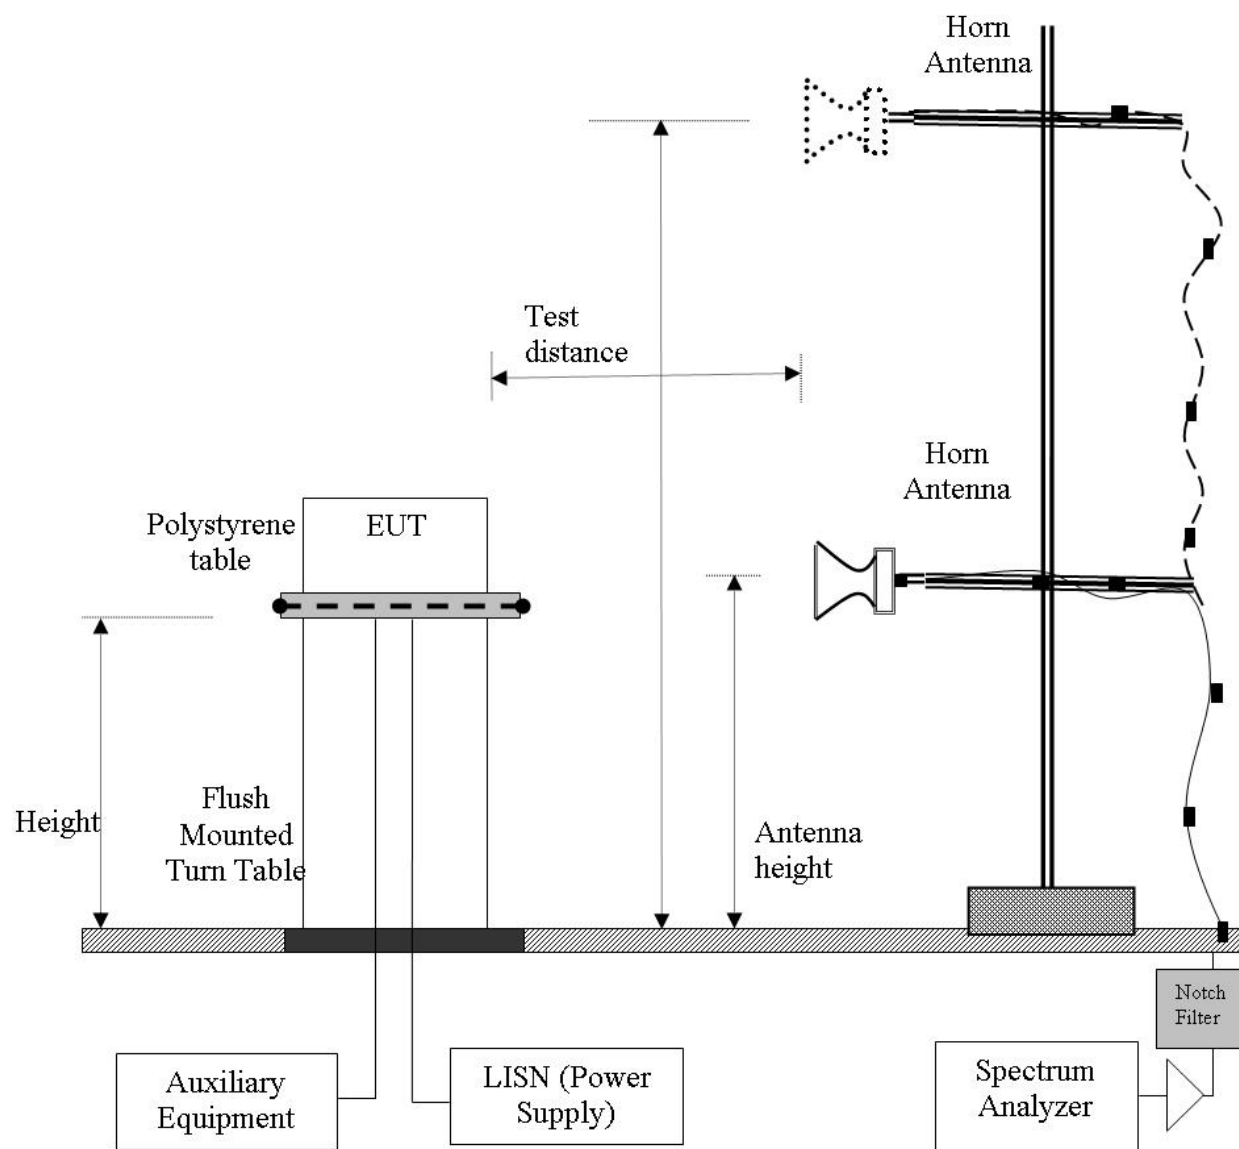 Horn
Antenna
Test
distance
Horn
Antenna
Polystyrene
table
EUT
Height
Flush
Mounted
Turn Table
Antenna
height
Notch
Filter
Auxiliary
Equipment
LISN (Power
Supply)
Spectrum
Analyzer